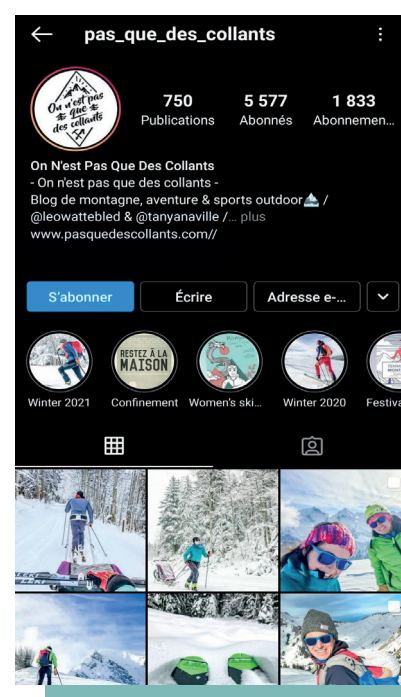 pas_que_des_collants
On n'est pas
que
des collants
750 5 577 1 833
Publications Abonnés Abonnemen...
On N'est Pas Que Des Collants
- On n'est pas que des collants -
Blog de montagne, aventure & sports outdoor /
@leowattebled & @tanyanaville /... plus
www.pasquedescollants.com//
S'abonner Écrire Adresse e-...
RESTEZ À LA
MAISON
Winter 2021 Confinement Women's ski... Winter 2020 Festiva